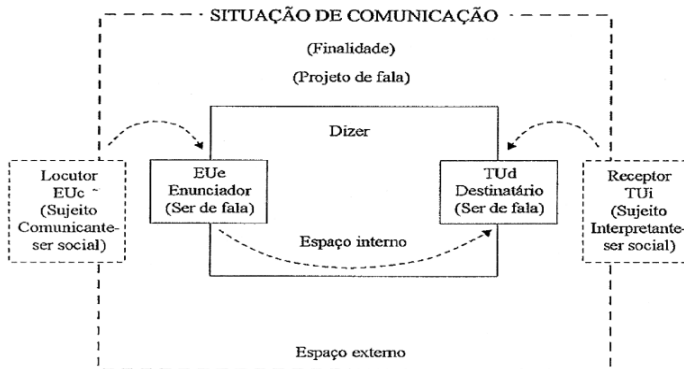 SITUAÇÃO DE COMUNICAÇÃO
(Finalidade)
(Projeto de fala)
Dizer
Locutor
EUc
(Sujeito
Comunicante-
ser social)
EUe
Enunciador
(Ser de fala)
TUd
Destinatário
(Ser de fala)
Receptor
TUi
(Sujeito
Interpretante-
ser social)
Espaço interno
Espaço externo